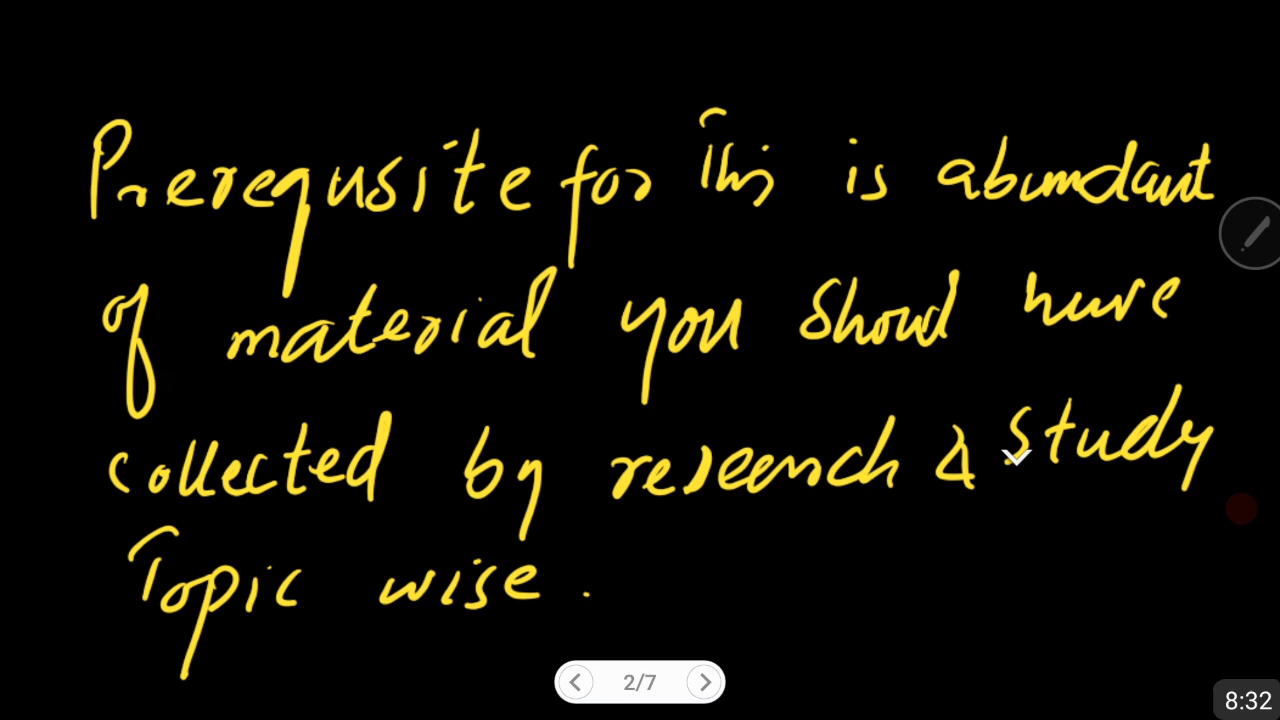 Prerequsite for This is abundant
of material you should have
collected by research & study
Topic wise.
2/7
8:32